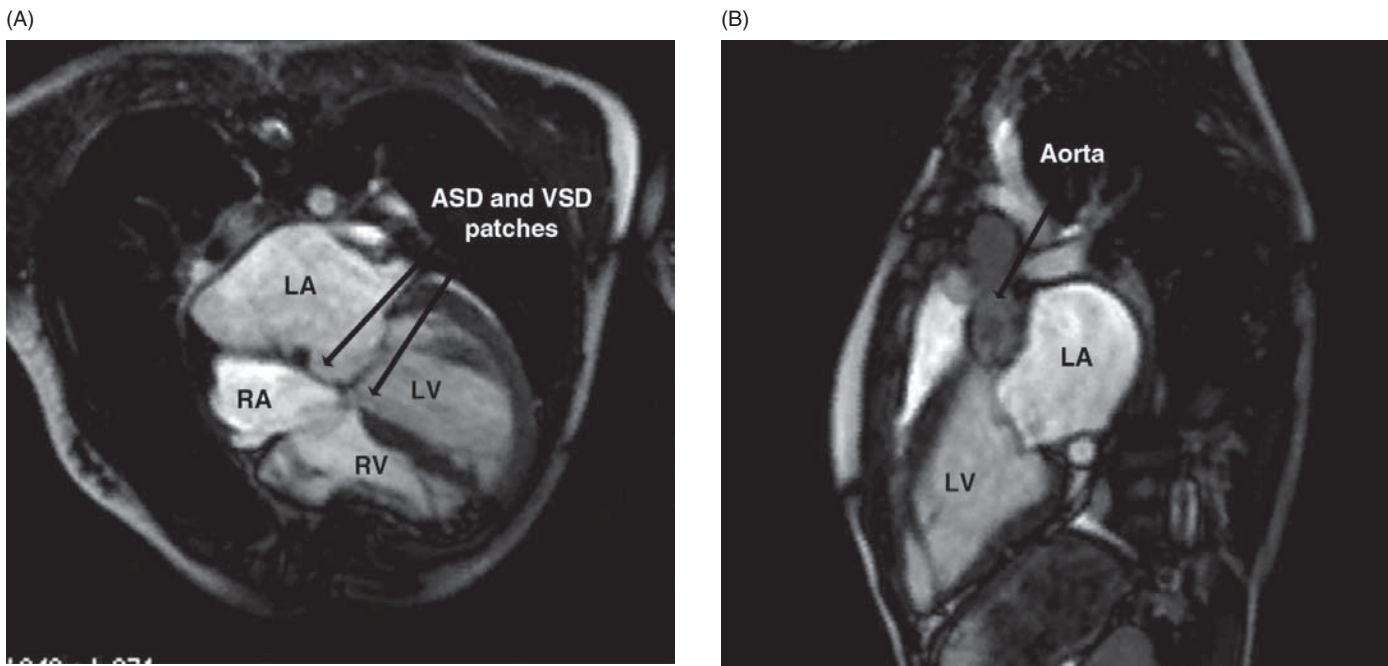 (A)
(B)
ASD and VSD
patches
LA
RA
LV
RV
Aorta
LA
LV